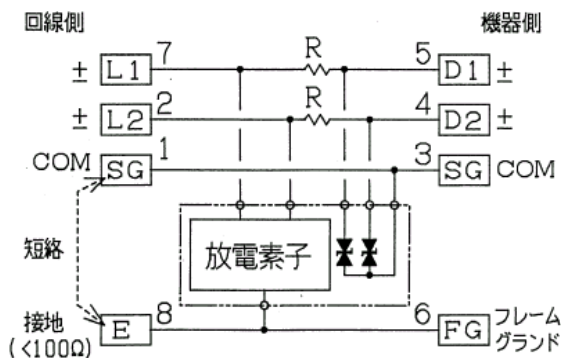 回線側
機器側
± L1 7 R 5 D1 ±
± L2 2 R 4 D2 ±
COM SG 1 3 SG COM
放電素子
短絡
接地
(<100Ω)
E 8 6 FG
フレーム
グランド